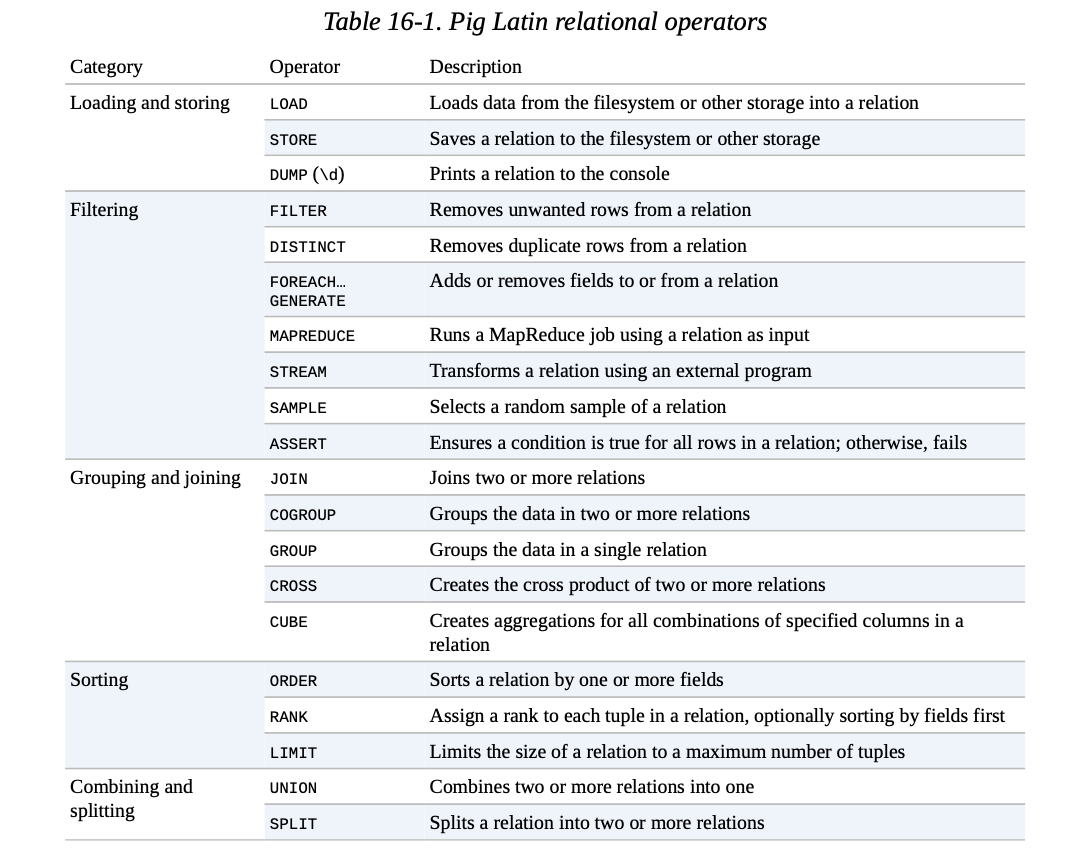 Table 16-1. Pig Latin relational operators
Category Operator Description
Loading and storing LOAD Loads data from the filesystem or other storage into a relation
STORE Saves a relation to the filesystem or other storage
DUMP (\d) Prints a relation to the console
Filtering FILTER Removes unwanted rows from a relation
DISTINCT Removes duplicate rows from a relation
FOREACH… Adds or removes fields to or from a relation
GENERATE
MAPREDUCE Runs a MapReduce job using a relation as input
STREAM Transforms a relation using an external program
SAMPLE Selects a random sample of a relation
ASSERT Ensures a condition is true for all rows in a relation; otherwise, fails
Grouping and joining JOIN Joins two or more relations
COGROUP Groups the data in two or more relations
GROUP Groups the data in a single relation
CROSS Creates the cross product of two or more relations
CUBE Creates aggregations for all combinations of specified columns in a
relation
Sorting ORDER Sorts a relation by one or more fields
RANK Assign a rank to each tuple in a relation, optionally sorting by fields first
LIMIT Limits the size of a relation to a maximum number of tuples
Combining and UNION Combines two or more relations into one
splitting
SPLIT Splits a relation into two or more relations